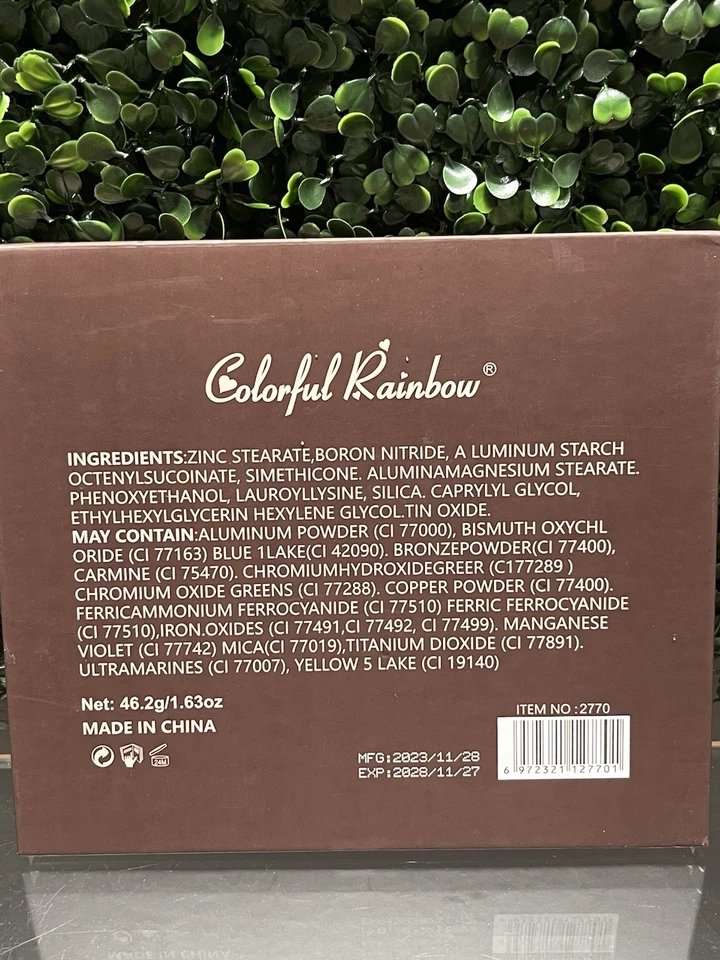 Colorful Rainbow®
INGREDIENTS:ZINC STEARATE,BORON NITRIDE, A LUMINUM STARCH
OCTENYLSUCOINATE, SIMETHICONE. ALUMINAMAGNESIUM STEARATE.
PHENOXYETHANOL, LAUROYLLYSINE, SILICA. CAPRYLYL GLYCOL,
ETHYLHEXYLGLYCERIN HEXYLENE GLYCOL.TIN OXIDE.
MAY CONTAIN:ALUMINUM POWDER (CI 77000), BISMUTH OXYCHL
ORIDE (CI 77163) BLUE 1LAKE(CI 42090). BRONZEPOWDER(CI 77400),
CARMINE (CI 75470). CHROMIUMHYDROXIDEGREER (C177289 )
CHROMIUM OXIDE GREENS (CI 77288). COPPER POWDER (CI 77400).
FERRICAMMONIUM FERROCYANIDE (CI 77510) FERRIC FERROCYANIDE
(CI 77510),IRON.OXIDES (CI 77491,CI 77492, CI 77499). MANGANESE
VIOLET (CI 77742) MICA(CI 77019),TITANIUM DIOXIDE (CI 77891).
ULTRAMARINES (CI 77007), YELLOW 5 LAKE (CI 19140)
Net: 46.2g/1.63oz
MADE IN CHINA
24M
MFG:2023/11/28
EXP:2028/11/27
ITEM NO :2770
6 972321 127701